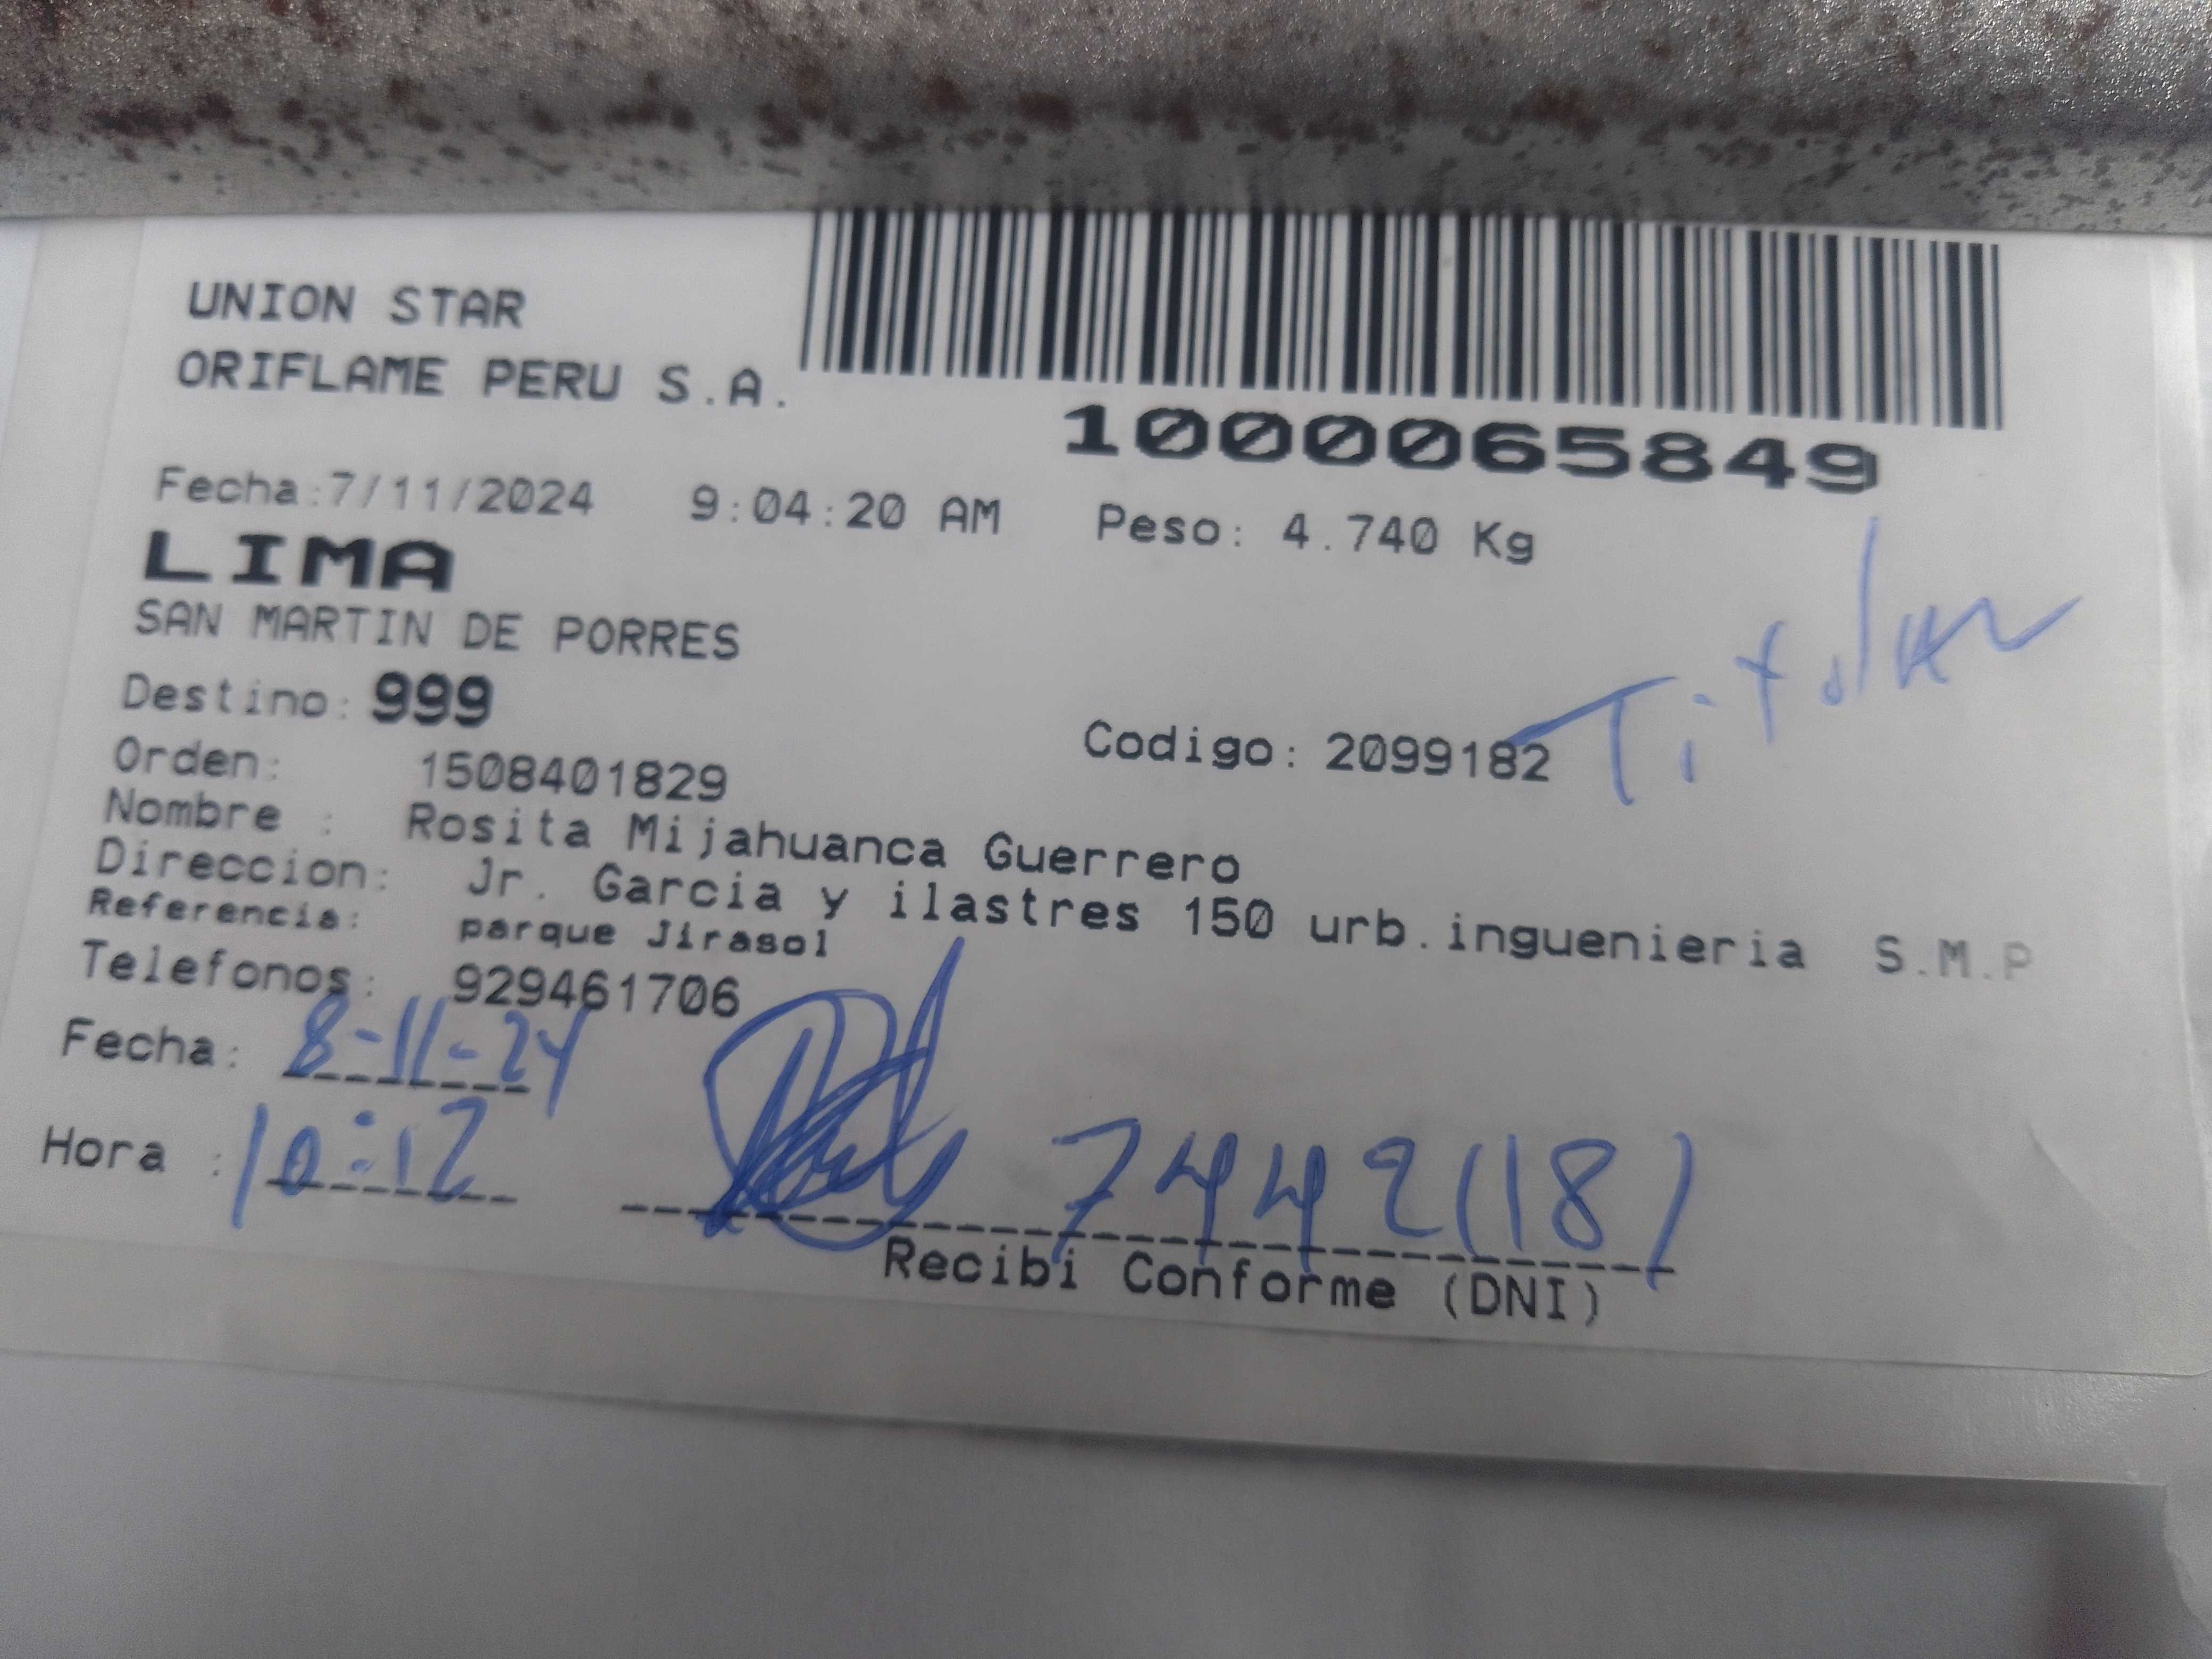 UNION STAR
ORIFLAME PERU S.A.
1000065849
Fecha:7/11/2024 9:04:20 AM Peso: 4.740 Kg
LIMA
SAN MARTIN DE PORRES
Titular
Destino: 999
Codigo: 2099182
Orden: 1508401829
Nombre : Rosita Mijahuanca Guerrero
Direccion: Jr. Garcia y ilastres 150 urb.inguenieria S.M.P
Referencia: parque Jirasol
Telefonos: 929461706
Fecha: 8-11-24
Hora : 10:12
74421181
Recibi Conforme (DNI)